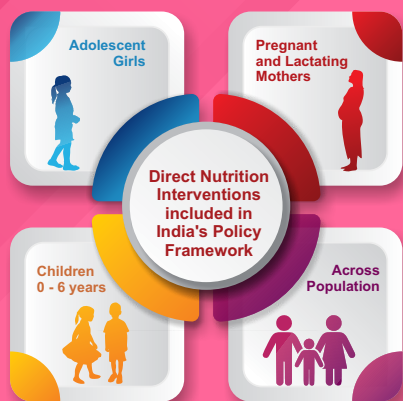 Adolescent
Girls
Pregnant
and Lactating
Mothers
Direct Nutrition
Interventions
included in
India's Policy
Framework
Children
0 - 6 years
Across
Population